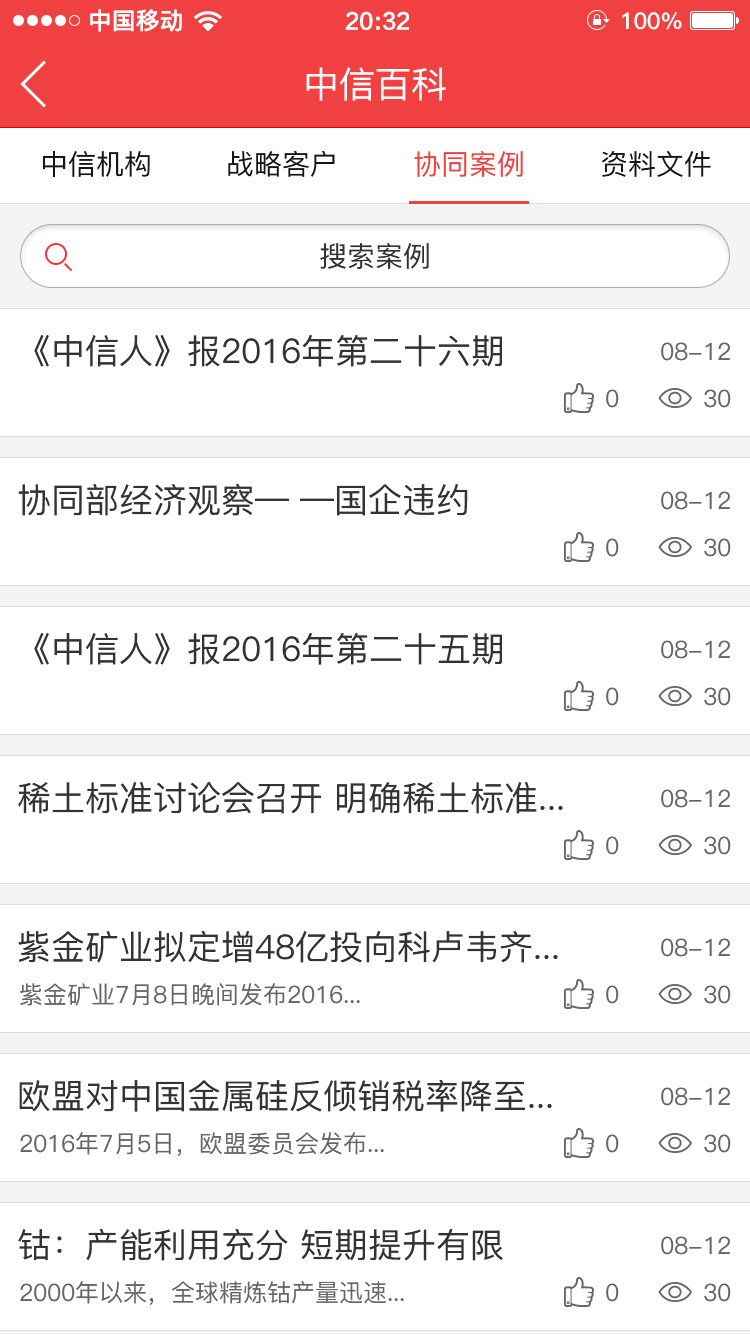 中国移动 20:32 100%
中信百科
中信机构 战略客户 协同案例 资料文件
搜索案例
《中信人》报2016年第二十六期 08-12
0 30
协同部经济观察— —国企违约 08-12
0 30
《中信人》报2016年第二十五期 08-12
0 30
稀土标准讨论会召开 明确稀土标准... 08-12
0 30
紫金矿业拟定增48亿投向科卢韦齐... 08-12
紫金矿业7月8日晚间发布2016... 0 30
欧盟对中国金属硅反倾销税率降至... 08-12
2016年7月5日，欧盟委员会发布... 0 30
钴：产能利用充分 短期提升有限 08-12
2000年以来，全球精炼钴产量迅速... 0 30